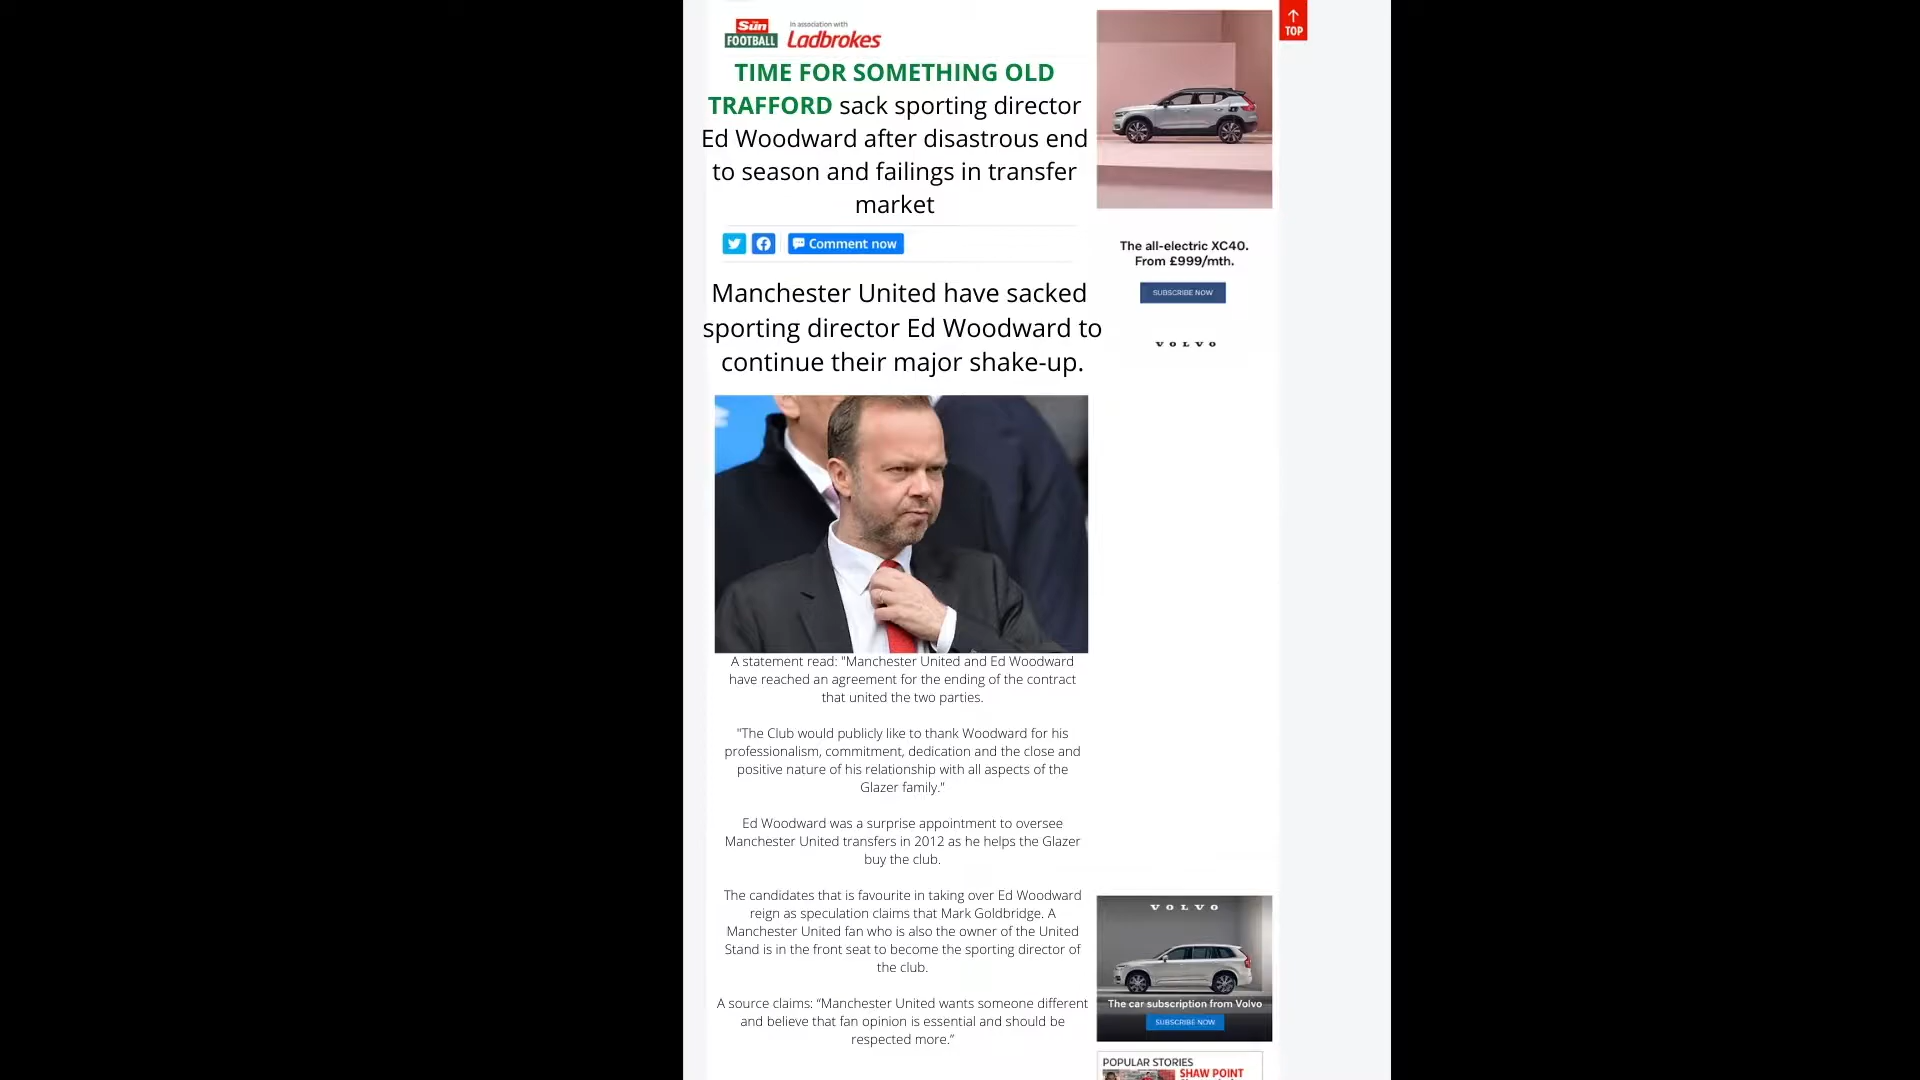 The Sun
FOOTBALL
in association with
Ladbrokes
TIME FOR SOMETHING OLD
TRAFFORD sack sporting director
Ed Woodward after disastrous end
to season and failings in transfer
market
Comment now
Manchester United have sacked
sporting director Ed Woodward to
continue their major shake-up.
A statement read: "Manchester United and Ed Woodward
have reached an agreement for the ending of the contract
that united the two parties.
"The Club would publicly like to thank Woodward for his
professionalism, commitment, dedication and the close and
positive nature of his relationship with all aspects of the
Glazer family."
Ed Woodward was a surprise appointment to oversee
Manchester United transfers in 2012 as he helps the Glazer
buy the club.
The candidates that is favourite in taking over Ed Woodward
reign as speculation claims that Mark Goldbridge. A
Manchester United fan who is also the owner of the United
Stand is in the front seat to become the sporting director of
the club.
A source claims: “Manchester United wants someone different
and believe that fan opinion is essential and should be
respected more.”
TOP
The all-electric XC40.
From £999/mth.
SUBSCRIBE NOW
VOLVO
VOLVO
The car subscription from Volvo
SUBSCRIBE NOW
POPULAR STORIES
SHAW POINT